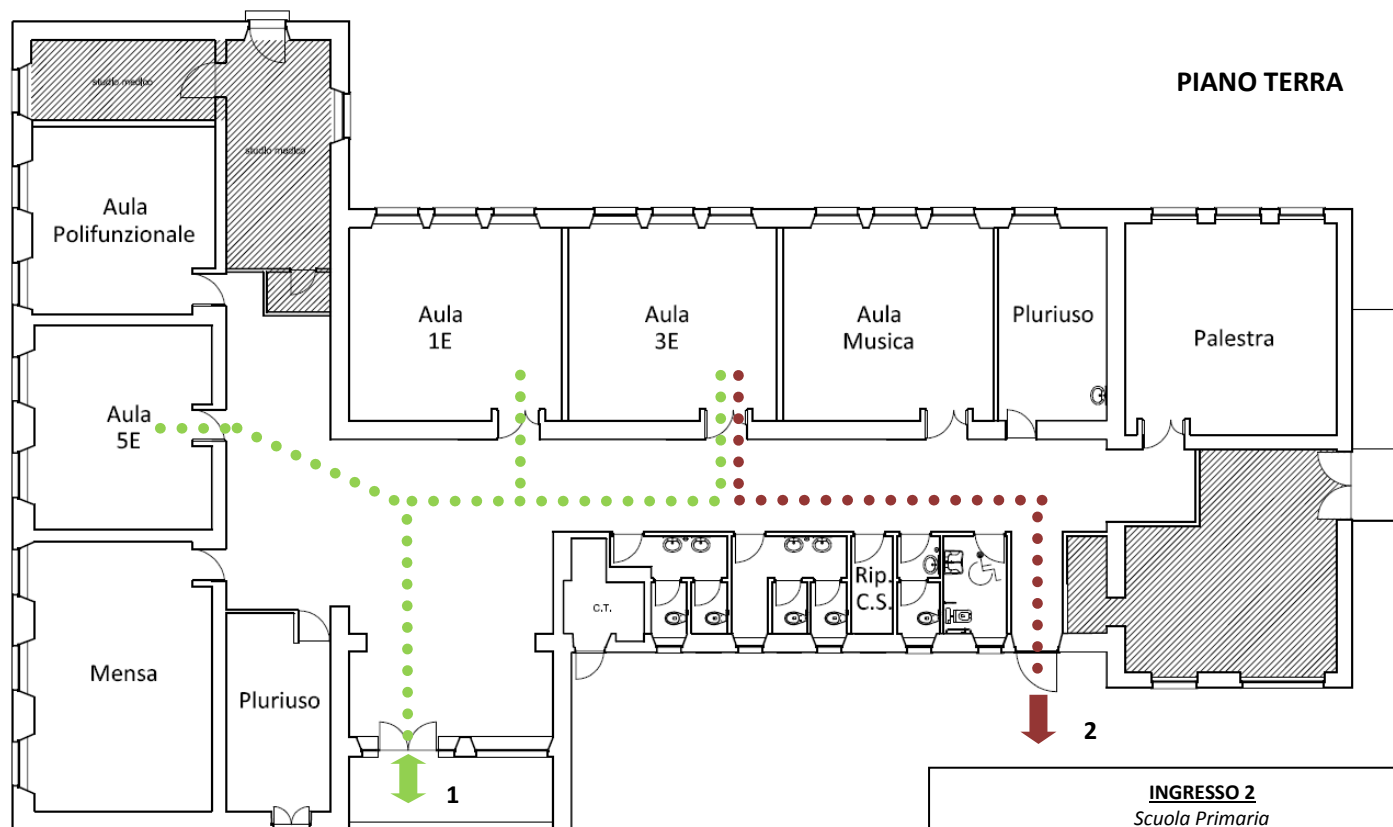 PIANO TERRA
studio medico
studio medico
Aula
Polifunzionale
Aula
1E
Aula
3E
Aula
Musica
Pluriuso
Palestra
Aula
5E
Rip.
C.S.
C.T.
Mensa
Pluriuso
1
2
INGRESSO 2
Scuola Primaria